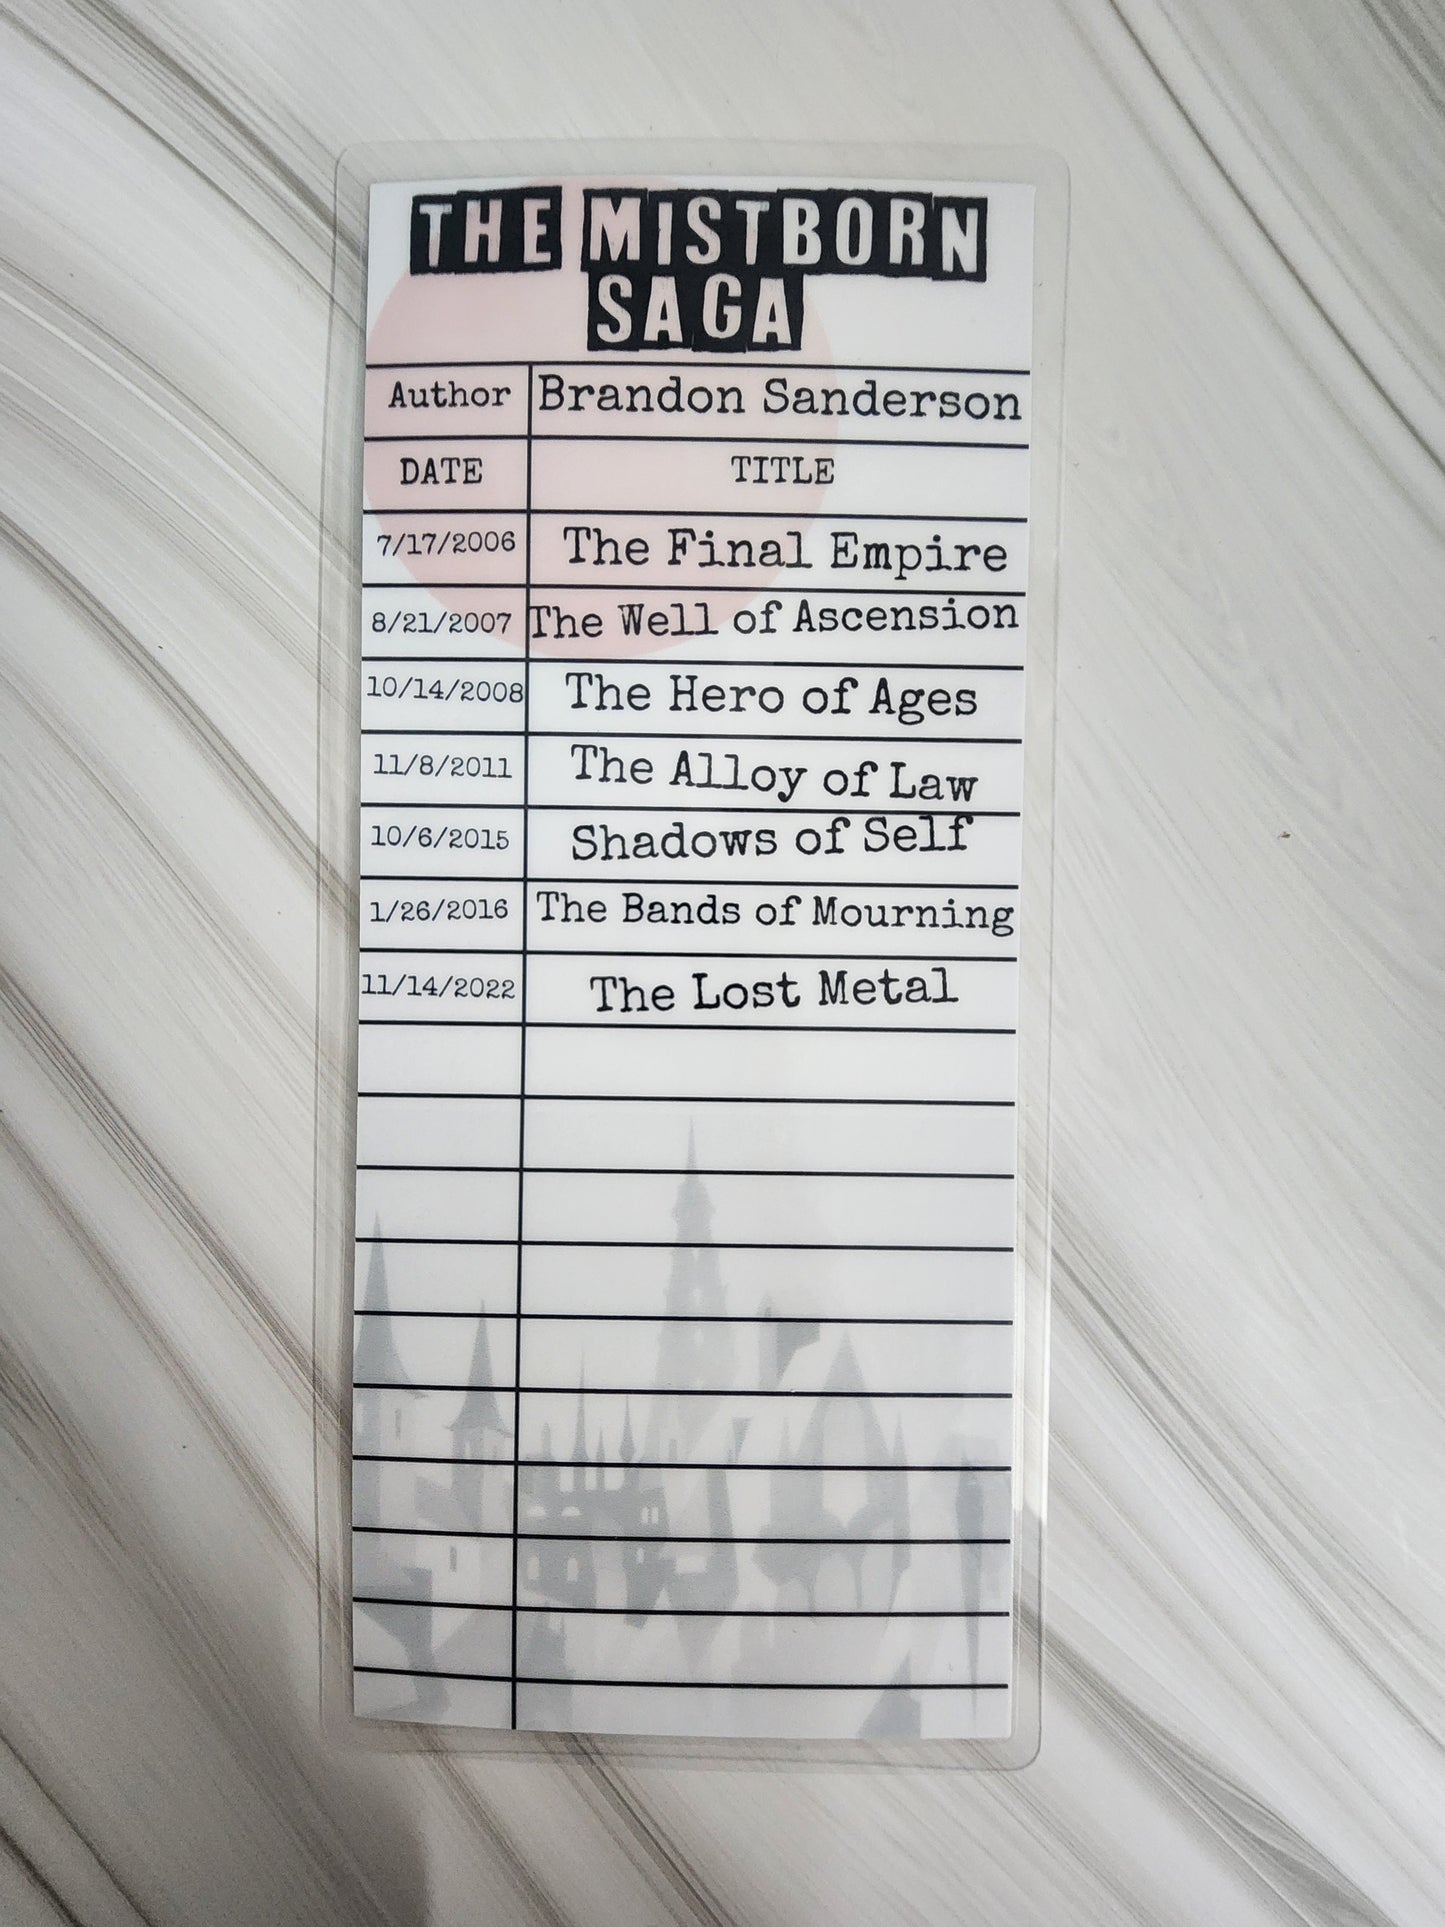 THE MISTBORN
SAGA
Author Brandon Sanderson
DATE TITLE
7/17/2006 The Final Empire
8/21/2007 The Well of Ascension
10/14/2008 The Hero of Ages
11/8/2011 The Alloy of Law
10/6/2015 Shadows of Self
1/26/2016 The Bands of Mourning
11/14/2022 The Lost Metal